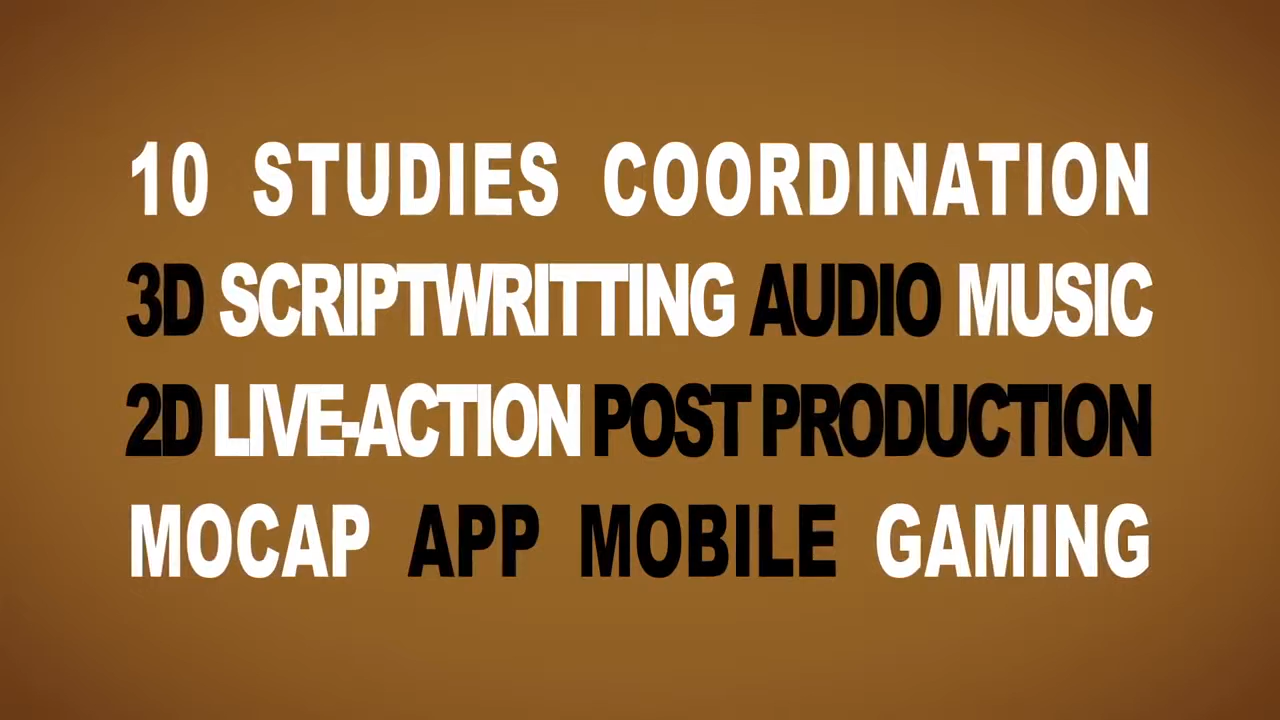 10 STUDIES COORDINATION
3D SCRIPTWRITTING AUDIO MUSIC
2D LIVE-ACTION POST PRODUCTION
MOCAP APP MOBILE GAMING